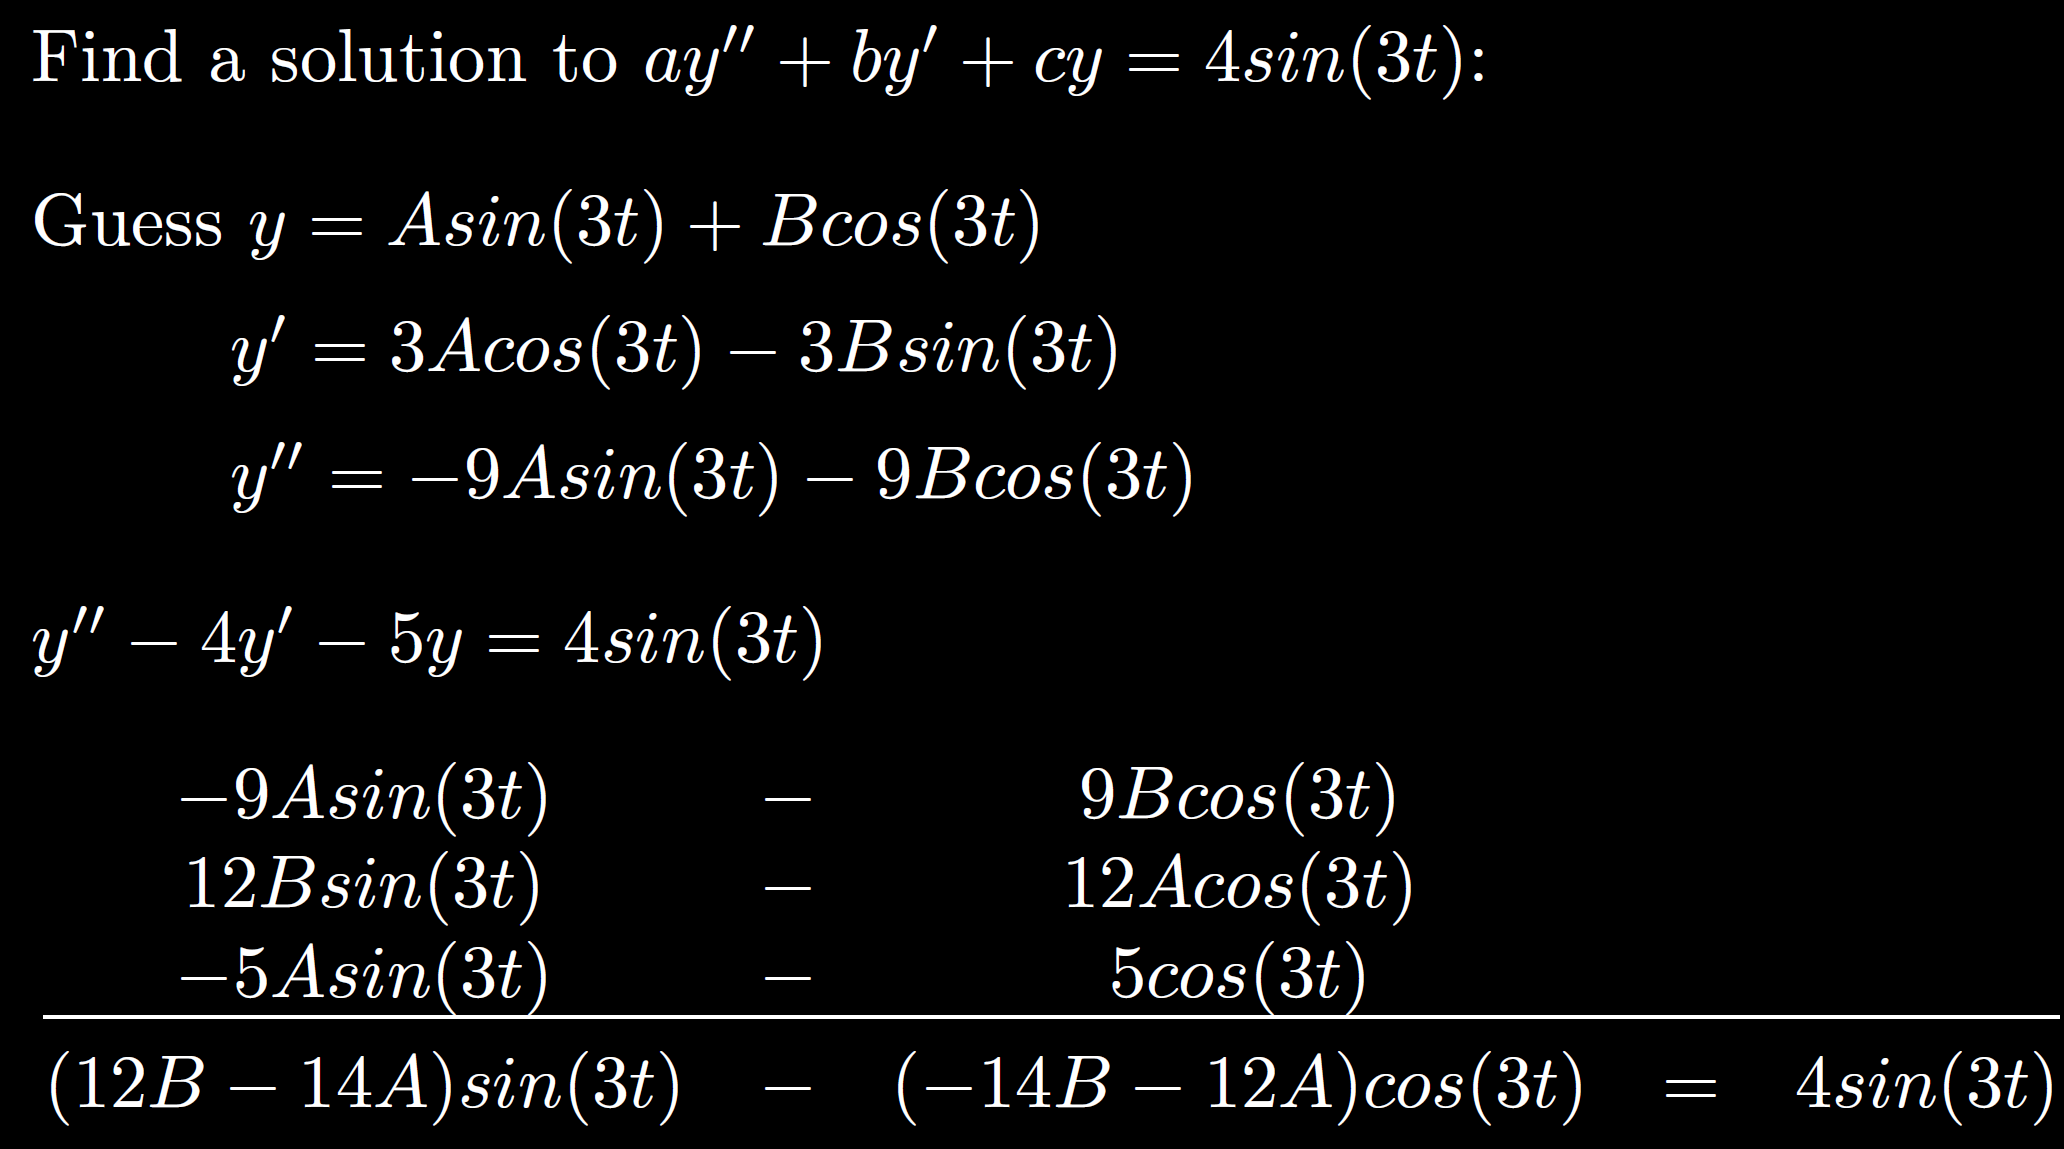 Find a solution to ay′′ + by′ + cy = 4sin(3t):
Guess y = Asin(3t) + Bcos(3t)
y′ = 3Acos(3t) − 3Bsin(3t)
y′′ = −9Asin(3t) − 9Bcos(3t)
y′′ − 4y′ − 5y = 4sin(3t)
−9Asin(3t) − 9Bcos(3t)
12Bsin(3t) − 12Acos(3t)
−5Asin(3t) − 5cos(3t)
(12B − 14A)sin(3t) − (−14B − 12A)cos(3t) = 4sin(3t)